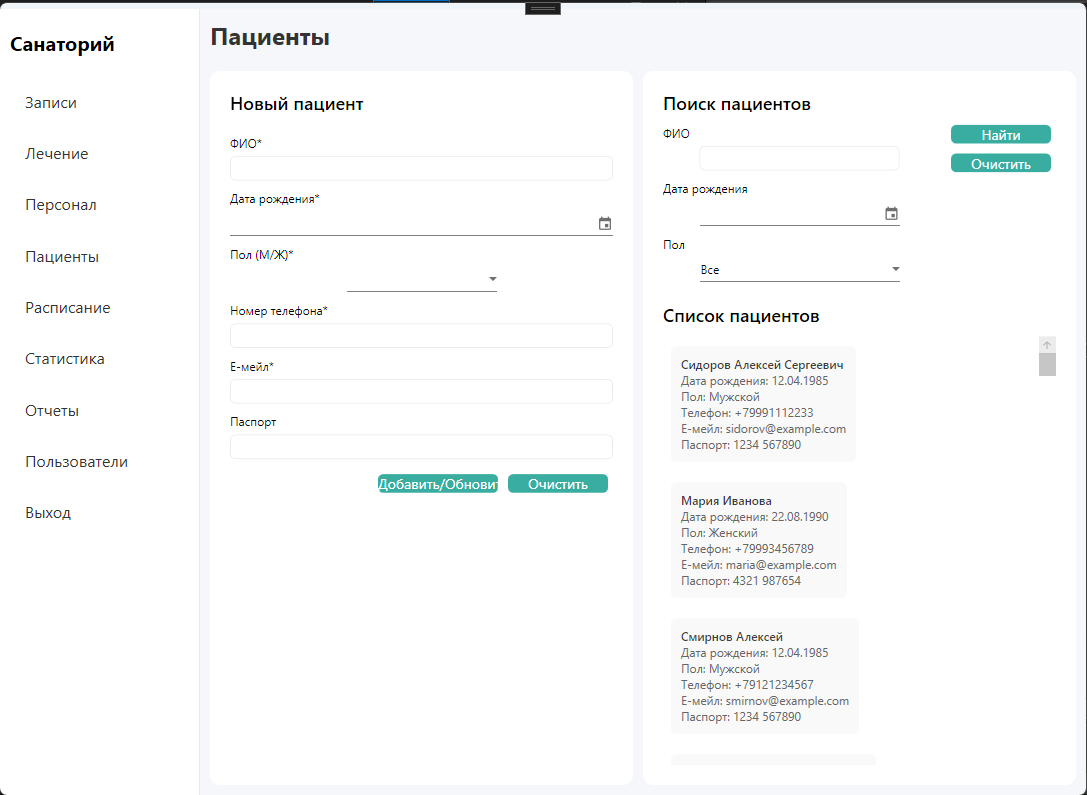 Санаторий
Записи
Лечение
Персонал
Пациенты
Расписание
Статистика
Отчеты
Пользователи
Выход
Пациенты
Новый пациент
ФИО*
Дата рождения*
Пол (М/Ж)*
Номер телефона*
Е-мейл*
Паспорт
Добавить/Обновит
Очистить
Поиск пациентов
ФИО
Найти
Очистить
Дата рождения
Пол
Все
Список пациентов
Сидоров Алексей Сергеевич
Дата рождения: 12.04.1985
Пол: Мужской
Телефон: +79991112233
Е-мейл: sidorov@example.com
Паспорт: 1234 567890
Мария Иванова
Дата рождения: 22.08.1990
Пол: Женский
Телефон: +79993456789
Е-мейл: maria@example.com
Паспорт: 4321 987654
Смирнов Алексей
Дата рождения: 12.04.1985
Пол: Мужской
Телефон: +79121234567
Е-мейл: smirnov@example.com
Паспорт: 1234 567890